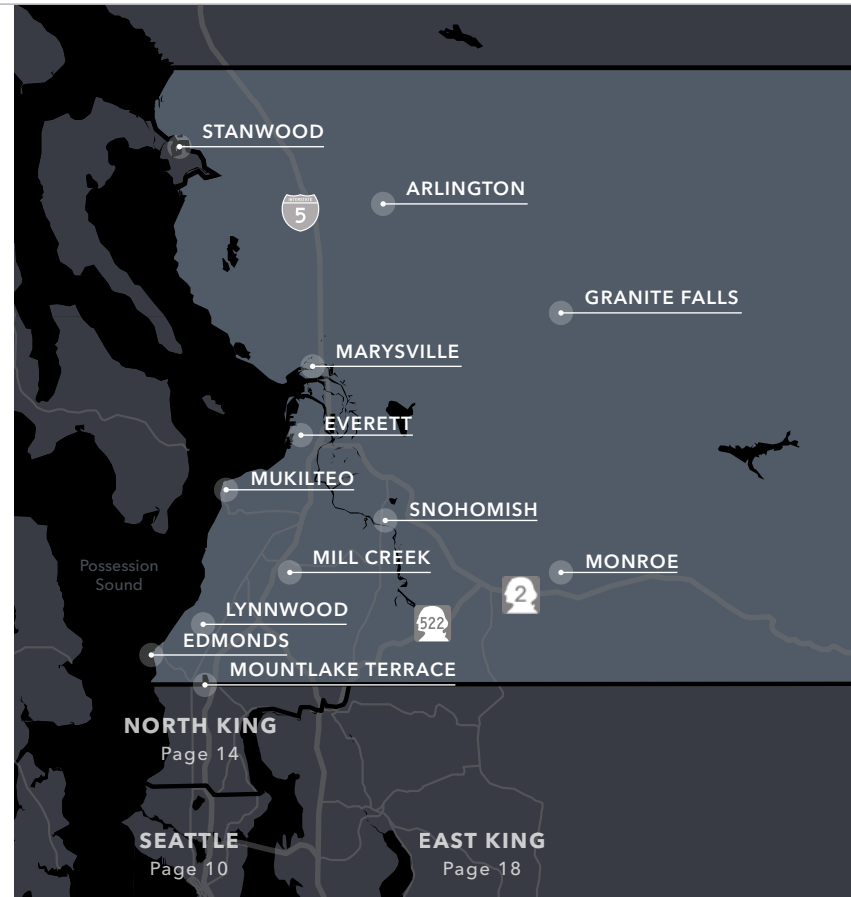 STANWOOD
ARLINGTON
INTERSTATE
5
GRANITE FALLS
MARYSVILLE
EVERETT
MUKILTEO
SNOHOMISH
MILL CREEK
MONROE
Possession
Sound
2
LYNNWOOD
522
EDMONDS
MOUNTLAKE TERRACE
NORTH KING
Page 14
SEATTLE
Page 10
EAST KING
Page 18